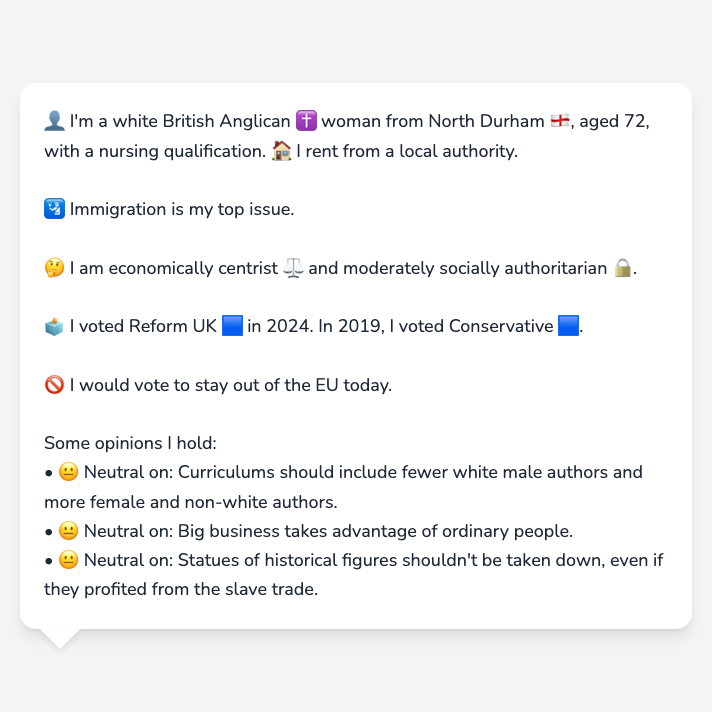 👤 I'm a white British Anglican ✝️ woman from North Durham 🏴󠁧󠁢󠁥󠁮󠁧󠁿, aged 72,
with a nursing qualification. 🏠 I rent from a local authority.
🛂 Immigration is my top issue.
🤔 I am economically centrist ⚖️ and moderately socially authoritarian 🔒.
🗳️ I voted Reform UK 🟦 in 2024. In 2019, I voted Conservative 🟦.
🚫 I would vote to stay out of the EU today.
Some opinions I hold:
• 😐 Neutral on: Curriculums should include fewer white male authors and
more female and non-white authors.
• 😐 Neutral on: Big business takes advantage of ordinary people.
• 😐 Neutral on: Statues of historical figures shouldn't be taken down, even if
they profited from the slave trade.